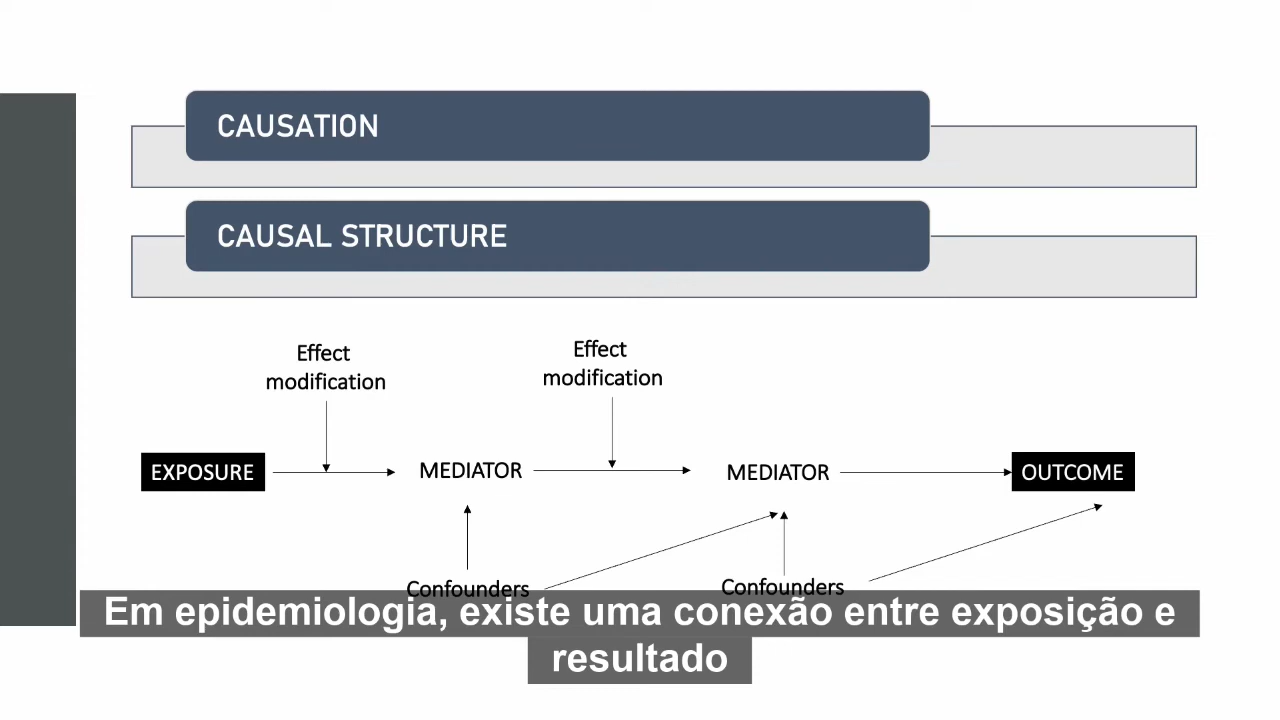 CAUSATION
CAUSAL STRUCTURE
Effect
modification
Effect
modification
EXPOSURE
MEDIATOR
MEDIATOR
OUTCOME
Confounders
Confounders
Em epidemiologia, existe uma conexão entre exposição e
resultado